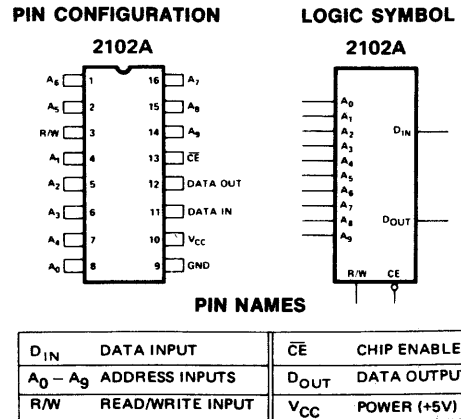 PIN CONFIGURATION
2102A
A₆ 1 16 A₇
A₅ 2 15 A₈
R/W 3 14 A₉
A₁ 4 13 C̅E̅
A₂ 5 12 DATA OUT
A₃ 6 11 DATA IN
A₄ 7 10 VCC
A₀ 8 9 GND
LOGIC SYMBOL
2102A
A₀
A₁
A₂
A₃
A₄
A₅
A₆
A₇
A₈
A₉
DIN
DOUT
R/W CE
PIN NAMES
DIN DATA INPUT C̅E̅ CHIP ENABLE
A₀ – A₉ ADDRESS INPUTS DOUT DATA OUTPUT
R/W READ/WRITE INPUT VCC POWER (+5V)